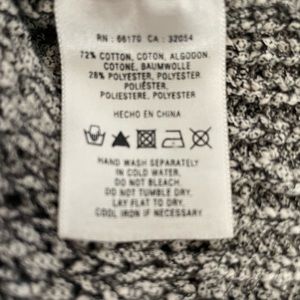 RN : 66170 CA : 32054
72% COTTON, COTON, ALGODON
COTONE, BAUMWOLLE
28% POLYESTER, POLYESTER
POLIÉSTER,
POLIESTERE, POLYESTER
HECHO EN CHINA
HAND WASH SEPARATELY
IN COLD WATER.
DO NOT BLEACH.
DO NOT TUMBLE DRY.
LAY FLAT TO DRY.
COOL IRON IF NECESSARY